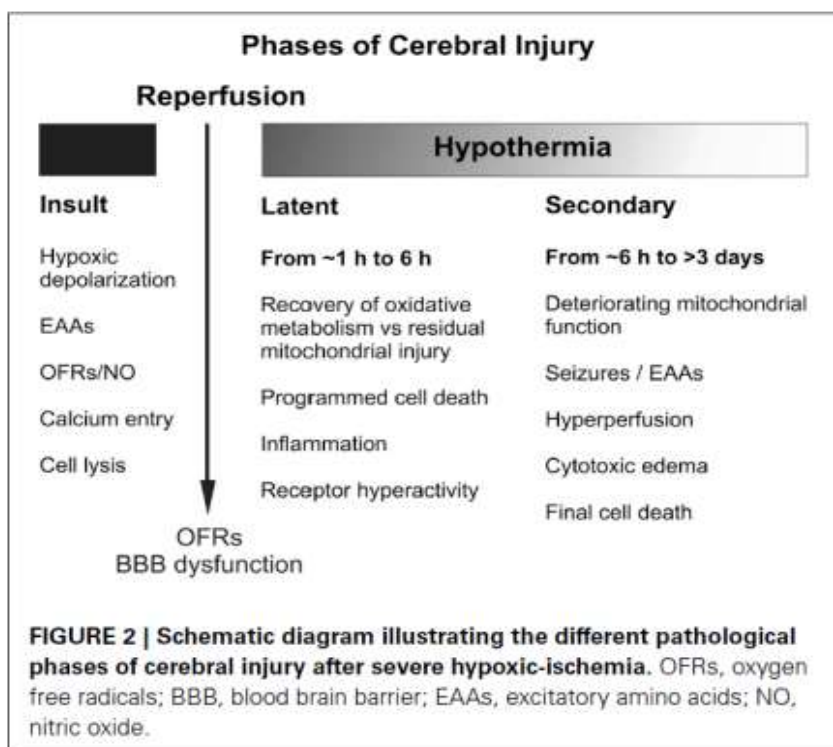 Phases of Cerebral Injury
Reperfusion
Hypothermia
Insult
Hypoxic
depolarization
EAAs
OFRs/NO
Calcium entry
Cell lysis
OFRs
BBB dysfunction
Latent
From ~1 h to 6 h
Recovery of oxidative
metabolism vs residual
mitochondrial injury
Programmed cell death
Inflammation
Receptor hyperactivity
Secondary
From ~6 h to >3 days
Deteriorating mitochondrial
function
Seizures / EAAs
Hyperperfusion
Cytotoxic edema
Final cell death
FIGURE 2 | Schematic diagram illustrating the different pathological
phases of cerebral injury after severe hypoxic-ischemia. OFRs, oxygen
free radicals; BBB, blood brain barrier; EAAs, excitatory amino acids; NO,
nitric oxide.